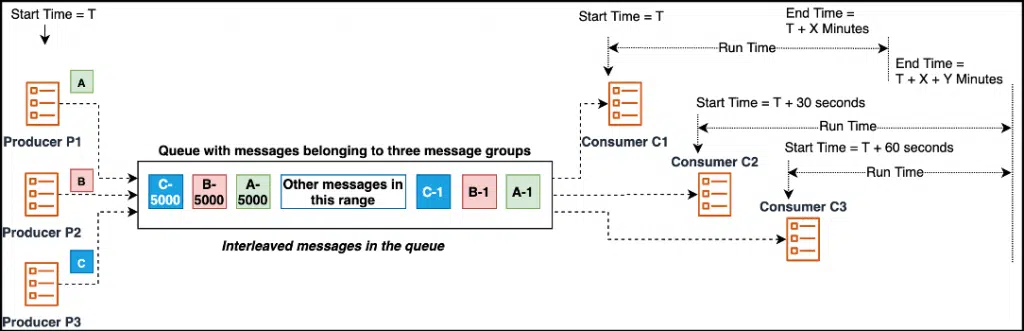 Start Time = T
A
Producer P1
B
Producer P2
C
Producer P3
Queue with messages belonging to three message groups
C-
5000
B-
5000
A-
5000
Other messages in
this range
C-1
B-1
A-1
Interleaved messages in the queue
Start Time = T
End Time =
T + X Minutes
Run Time
End Time =
T + X + Y Minutes
Consumer C1
Start Time = T + 30 seconds
Run Time
Consumer C2
Start Time = T + 60 seconds
Run Time
Consumer C3